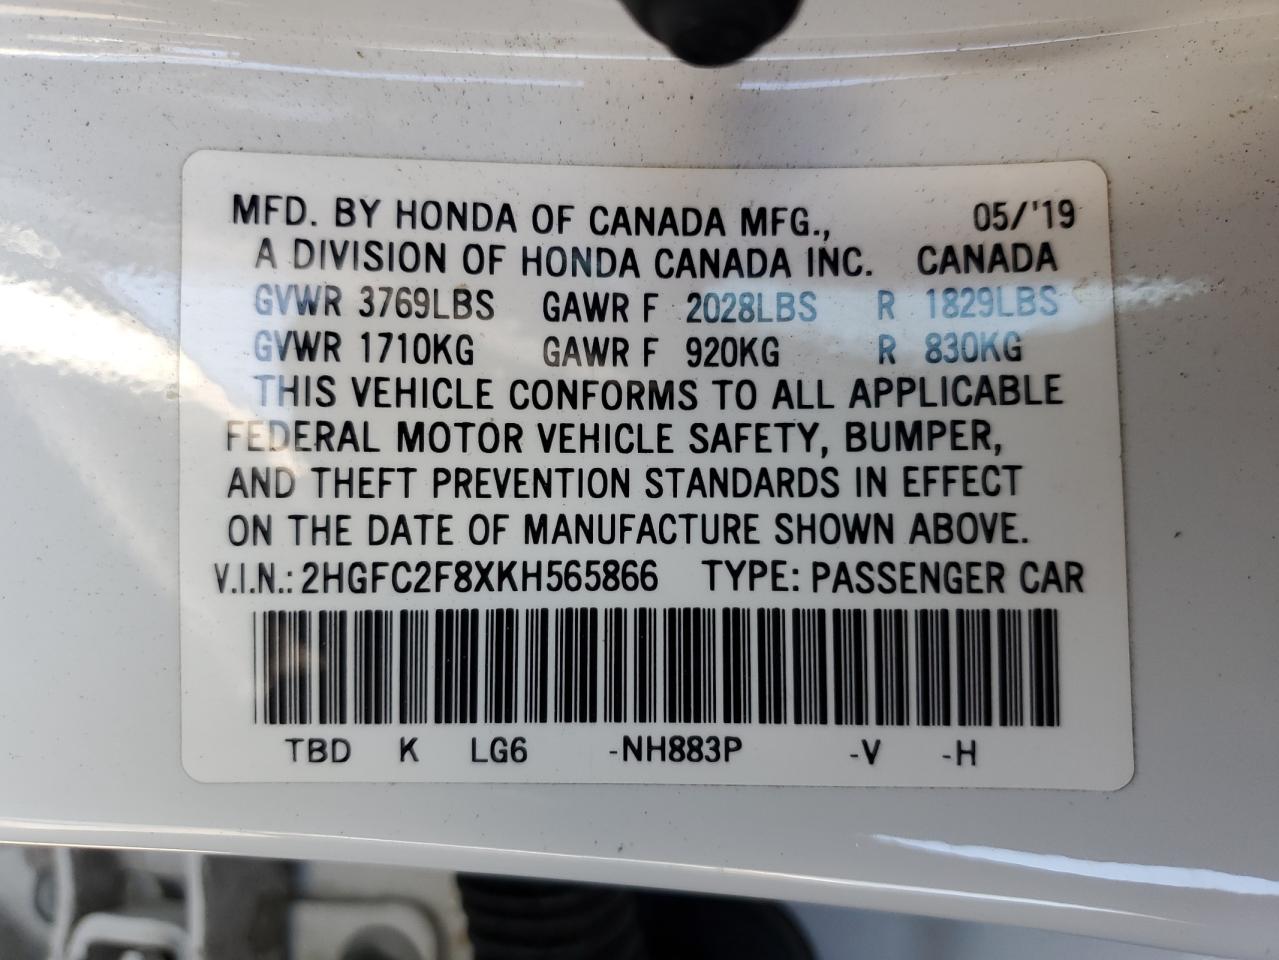 MFD. BY HONDA OF CANADA MFG., 05/'19
A DIVISION OF HONDA CANADA INC. CANADA
GVWR 3769LBS GAWR F 2028LBS R 1829LBS
GVWR 1710KG GAWR F 920KG R 830KG
THIS VEHICLE CONFORMS TO ALL APPLICABLE
FEDERAL MOTOR VEHICLE SAFETY, BUMPER,
AND THEFT PREVENTION STANDARDS IN EFFECT
ON THE DATE OF MANUFACTURE SHOWN ABOVE.
V.I.N.: 2HGFC2F8XKH565866 TYPE: PASSENGER CAR
TBD K LG6 -NH883P -V -H